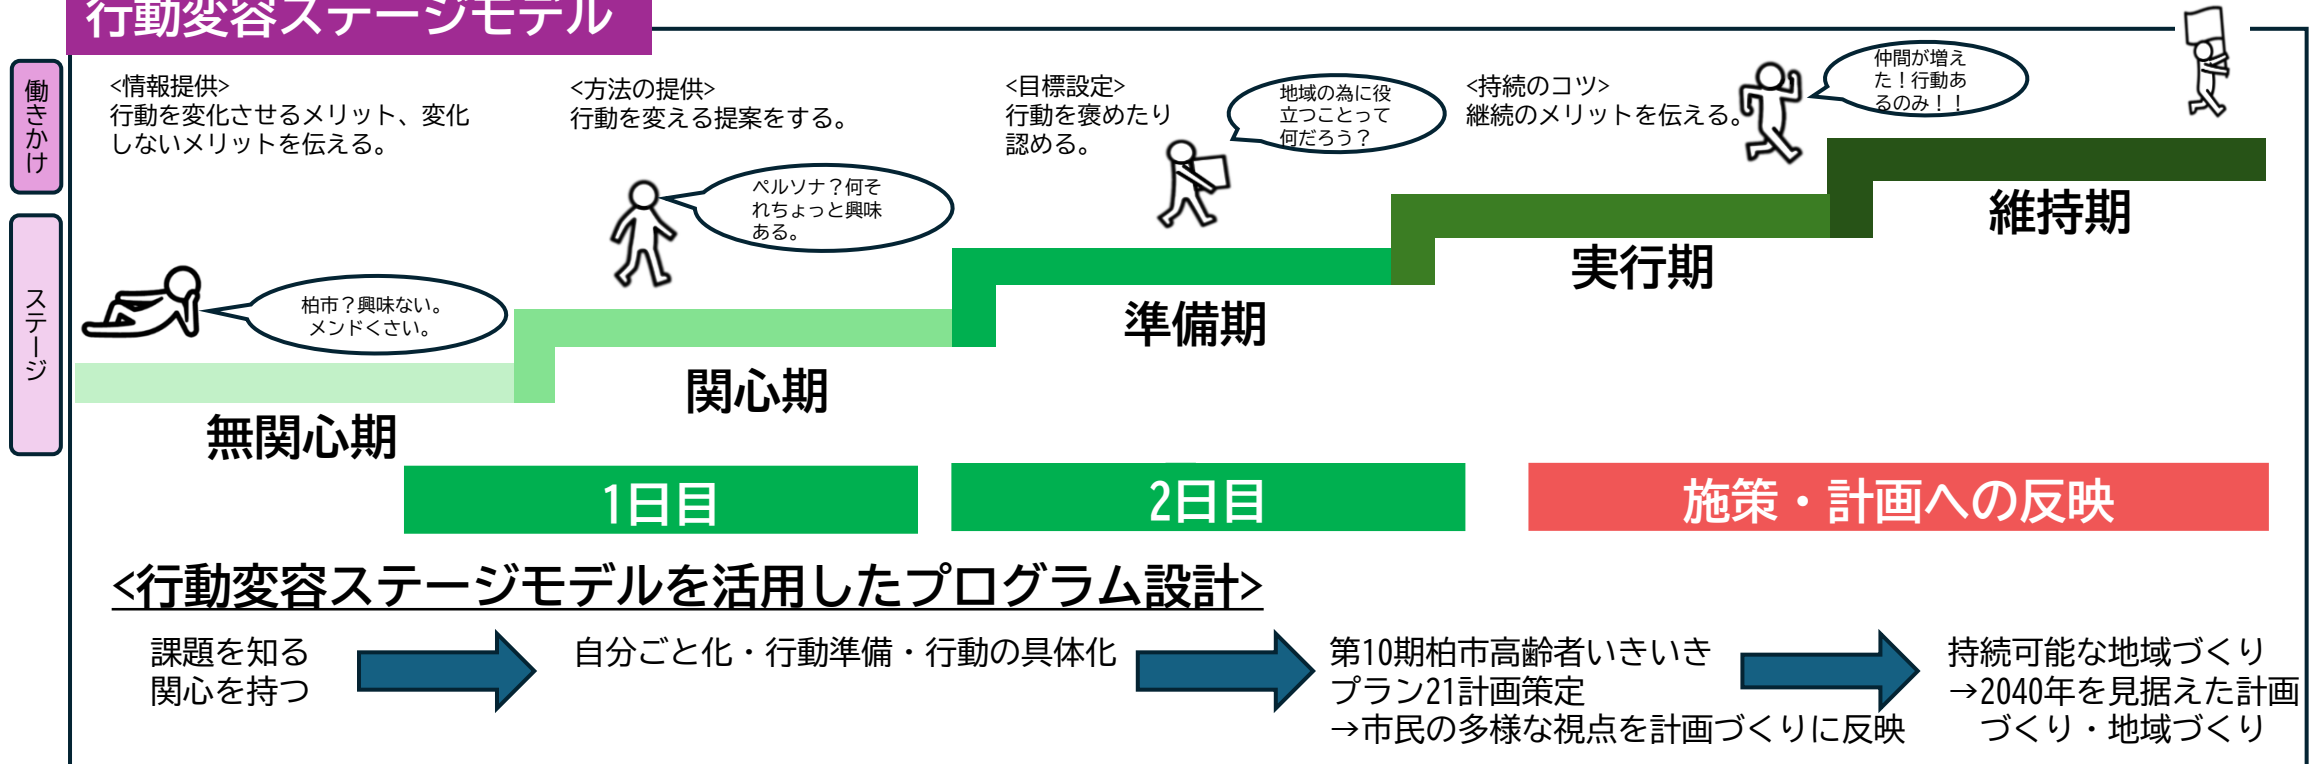 行動変容ステージモデル
働きかけ
<情報提供>
行動を変化させるメリット、変化
しないメリットを伝える。
<方法の提供>
行動を変える提案をする。
<目標設定>
行動を褒めたり
認める。
<持続のコツ>
継続のメリットを伝える。
ステージ
柏市？興味ない。
メンドくさい。
ペルソナ？何そ
れちょっと興味
ある。
地域の為に役
立つことって
何だろう？
仲間が増え
た！行動あ
るのみ！！
無関心期
関心期
準備期
実行期
維持期
1日目
2日目
施策・計画への反映
<行動変容ステージモデルを活用したプログラム設計>
課題を知る
関心を持つ
自分ごと化・行動準備・行動の具体化
第10期柏市高齢者いきいき
プラン21計画策定
→市民の多様な視点を計画づくりに反映
持続可能な地域づくり
→2040年を見据えた計画
づくり・地域づくり